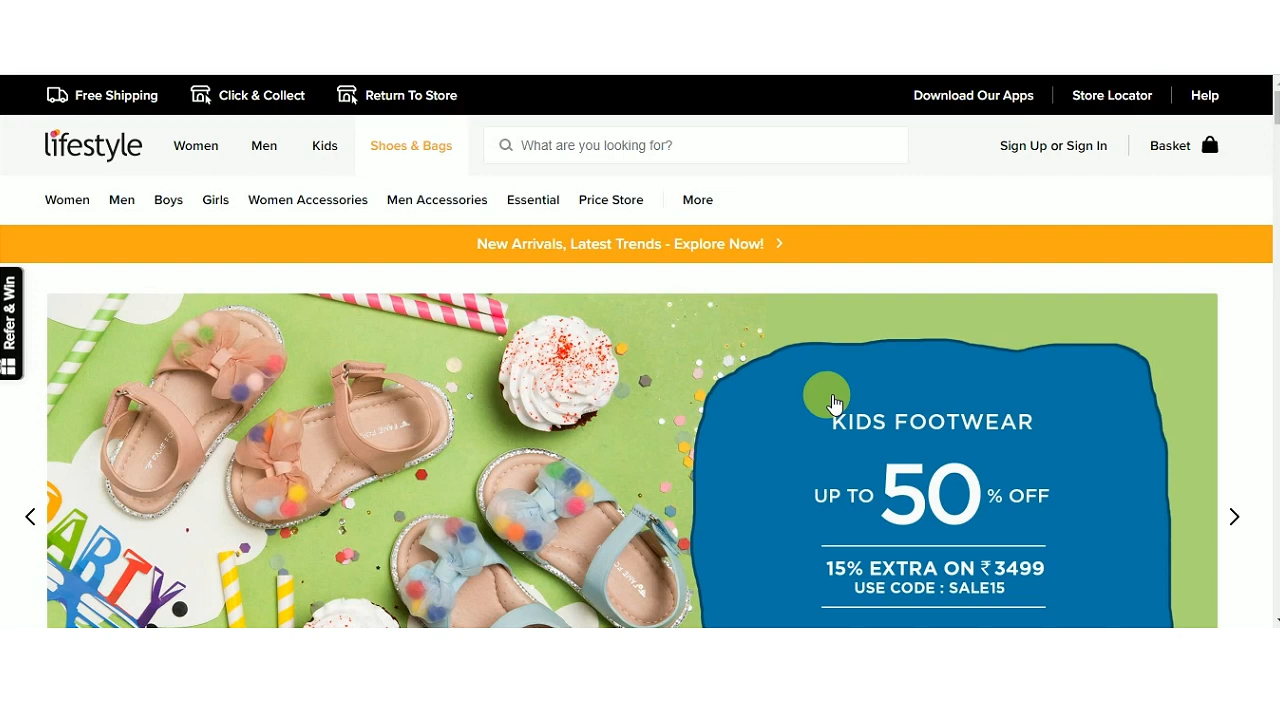 Free Shipping
Click & Collect
Return To Store
Download Our Apps
Store Locator
Help
lifestyle
Women
Men
Kids
Shoes & Bags
What are you looking for?
Sign Up or Sign In
Basket
Women
Men
Boys
Girls
Women Accessories
Men Accessories
Essential
Price Store
More
New Arrivals, Latest Trends - Explore Now!
Refer & Win
KIDS FOOTWEAR
UP TO 50 % OFF
15% EXTRA ON ₹3499
USE CODE : SALE15
PARTY